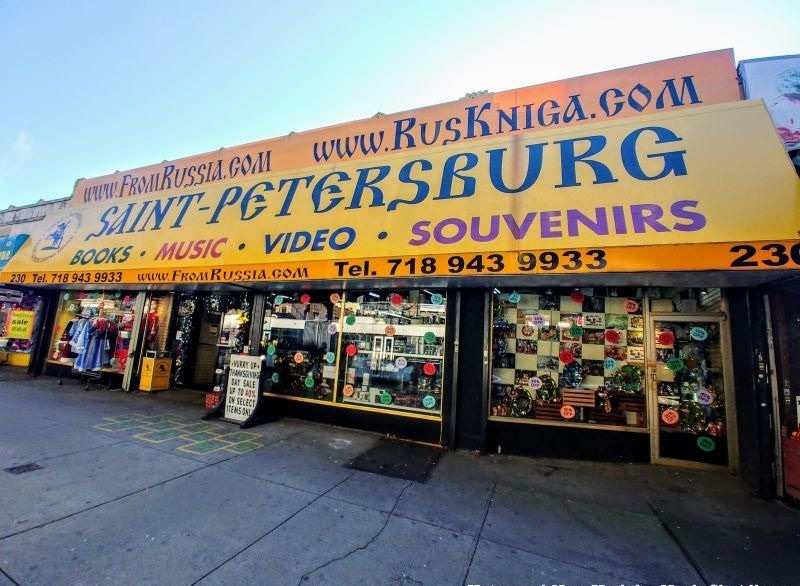 www.FromRussia.com
www.RusKniga.com
SAINT-PETERSBURG
BOOKS · MUSIC · VIDEO · SOUVENIRS
230 Tel. 718 943 9933 www.FromRussia.com Tel. 718 943 9933 230
sale
HURRY UP
THANKSGIVING
DAY SALE
UP TO 40%
ON SELECT
ITEMS ONLY